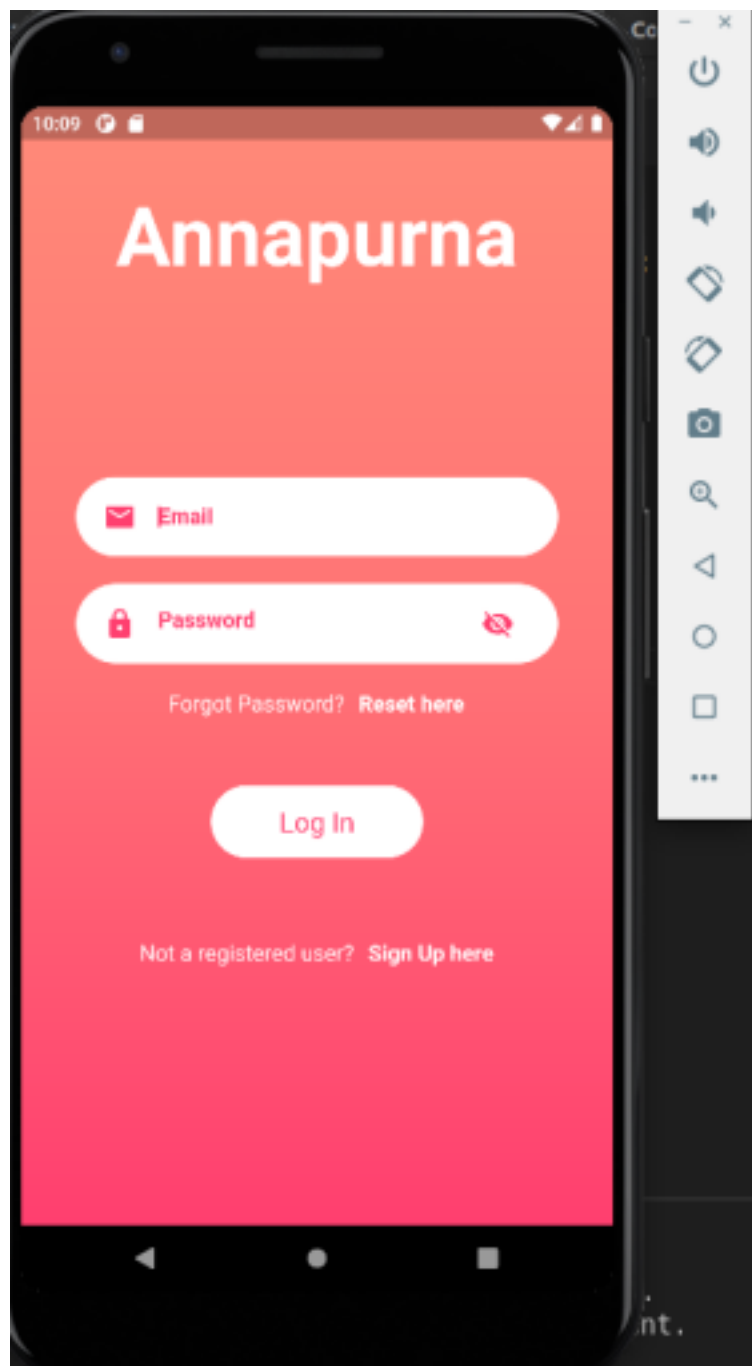 Co
10:09
Annapurna
Email
Password
Forgot Password? Reset here
Log In
Not a registered user? Sign Up here
nt.